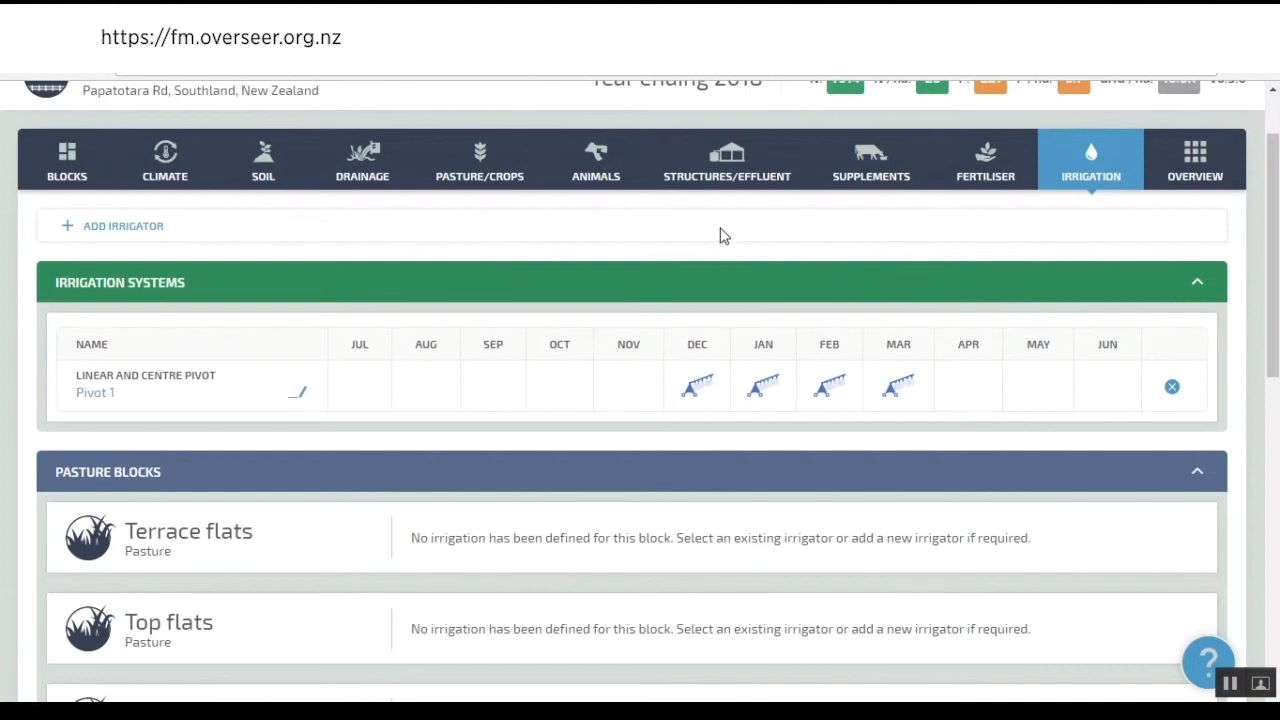 https://fm.overseer.org.nz
Year ending 2018
Papatotara Rd, Southland, New Zealand
BLOCKS CLIMATE SOIL DRAINAGE PASTURE/CROPS ANIMALS STRUCTURES/EFFLUENT SUPPLEMENTS FERTILISER IRRIGATION OVERVIEW
+ ADD IRRIGATOR
IRRIGATION SYSTEMS
NAME JUL AUG SEP OCT NOV DEC JAN FEB MAR APR MAY JUN
LINEAR AND CENTRE PIVOT
Pivot 1
PASTURE BLOCKS
Terrace flats
Pasture
No irrigation has been defined for this block. Select an existing irrigator or add a new irrigator if required.
Top flats
Pasture
No irrigation has been defined for this block. Select an existing irrigator or add a new irrigator if required.
?